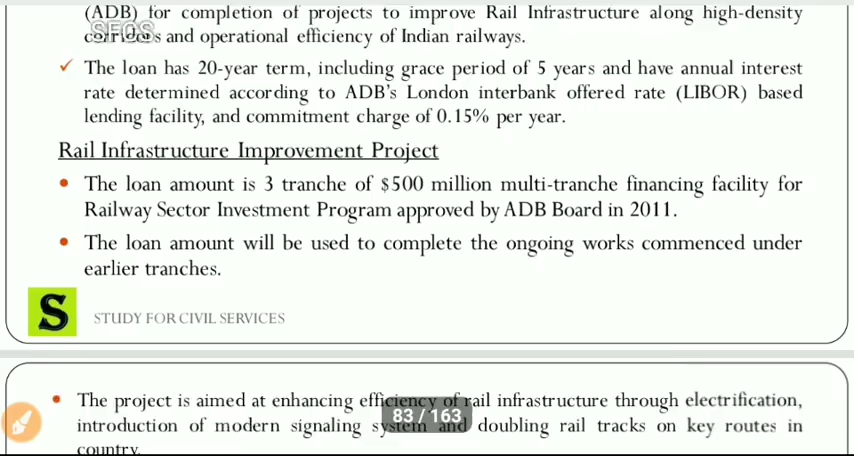 (ADB) for completion of projects to improve Rail Infrastructure along high-density
SFCS
corridors and operational efficiency of Indian railways.
✓ The loan has 20-year term, including grace period of 5 years and have annual interest
rate determined according to ADB's London interbank offered rate (LIBOR) based
lending facility, and commitment charge of 0.15% per year.
Rail Infrastructure Improvement Project
• The loan amount is 3 tranche of $500 million multi-tranche financing facility for
Railway Sector Investment Program approved by ADB Board in 2011.
• The loan amount will be used to complete the ongoing works commenced under
earlier tranches.
S
STUDY FOR CIVIL SERVICES
• The project is aimed at enhancing efficiency of rail infrastructure through electrification,
83 / 163
introduction of modern signaling system and doubling rail tracks on key routes in
country.